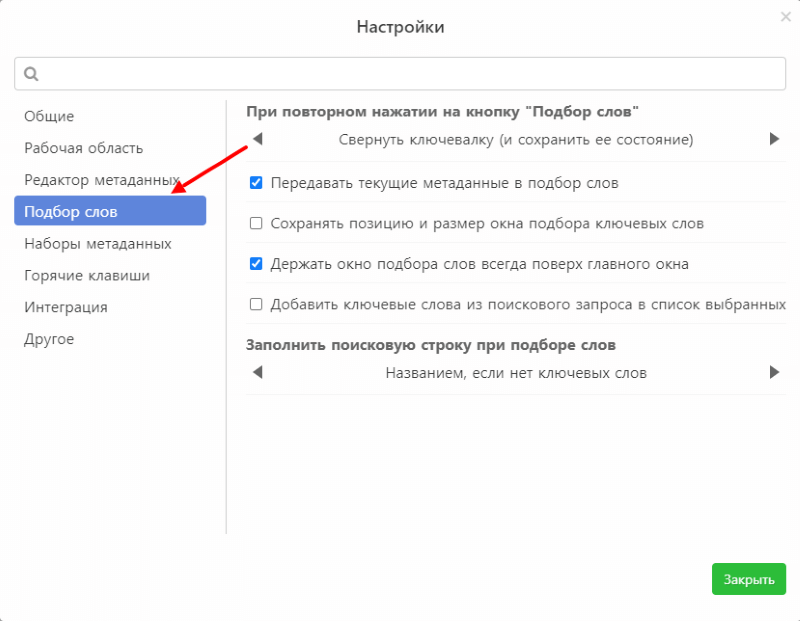 Настройки
Общие
Рабочая область
Редактор метаданных
Подбор слов
Наборы метаданных
Горячие клавиши
Интеграция
Другое
При повторном нажатии на кнопку "Подбор слов"
Свернуть ключевалку (и сохранить ее состояние)
Передавать текущие метаданные в подбор слов
Сохранять позицию и размер окна подбора ключевых слов
Держать окно подбора слов всегда поверх главного окна
Добавить ключевые слова из поискового запроса в список выбранных
Заполнить поисковую строку при подборе слов
Названием, если нет ключевых слов
Закрыть